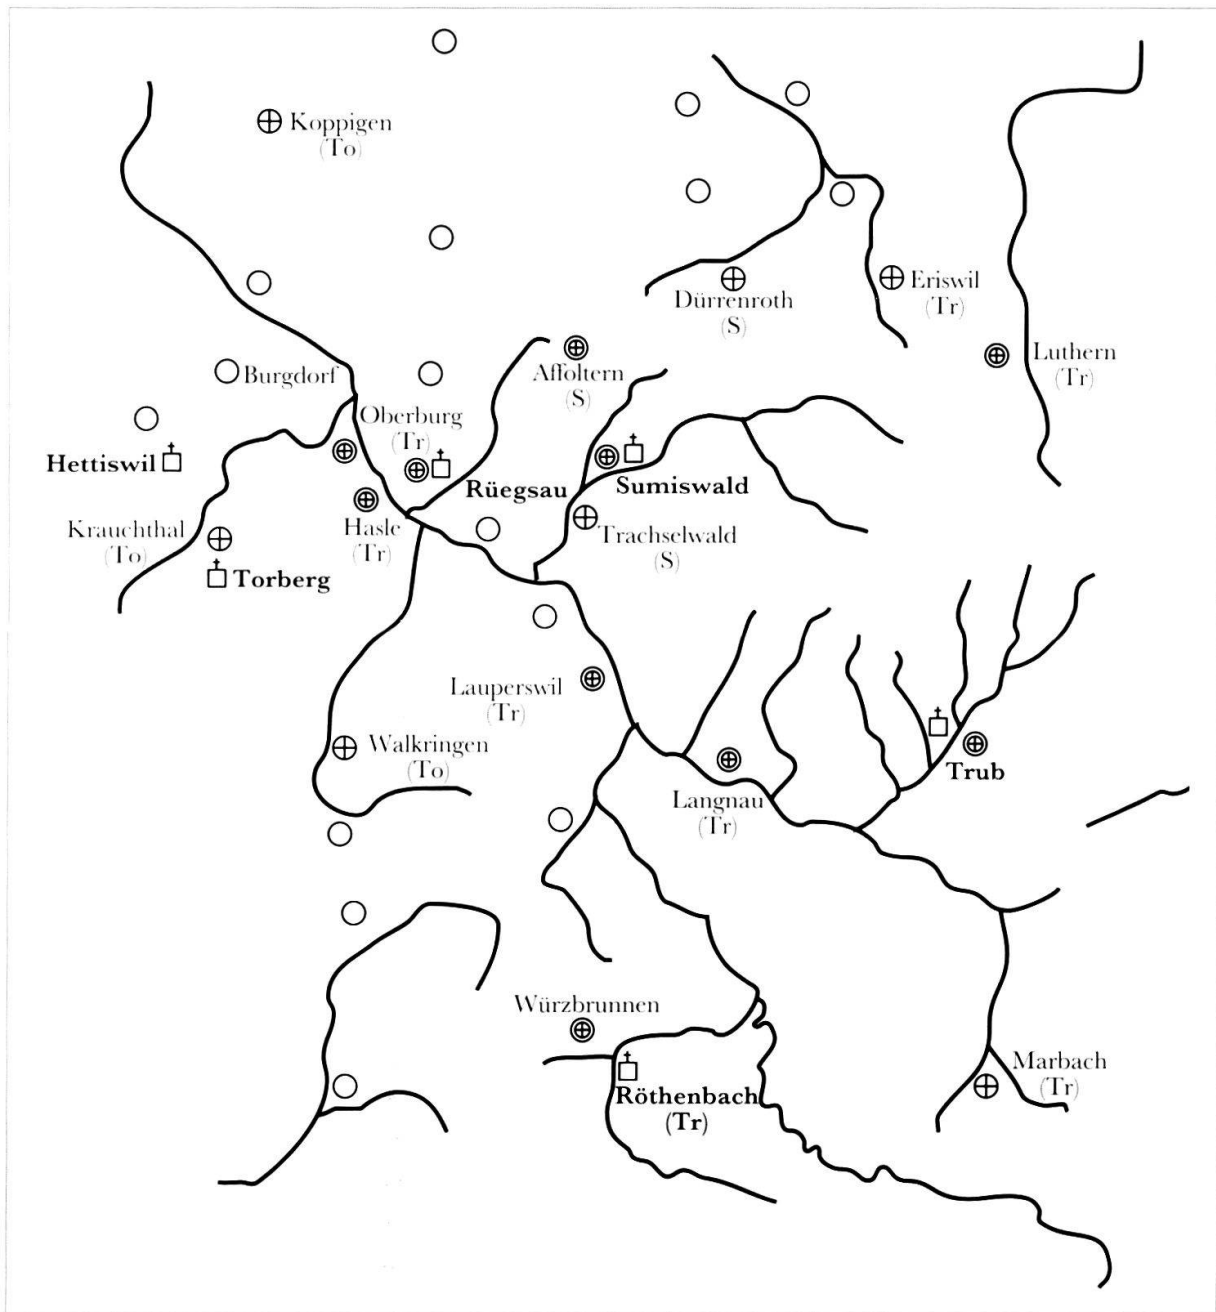 Koppigen
(To)
Dürrenroth
(S)
Eriswil
(Tr)
Luthern
(Tr)
Burgdorf
Affoltern
(S)
Oberburg
(Tr)
Hettiswil
Rüegsau
Sumiswald
Krauchthal
(To)
Hasle
(Tr)
Trachselwald
(S)
Torberg
Lauperswil
(Tr)
Walkringen
(To)
Langnau
(Tr)
Trub
Würzbrunnen
Röthenbach
(Tr)
Marbach
(Tr)